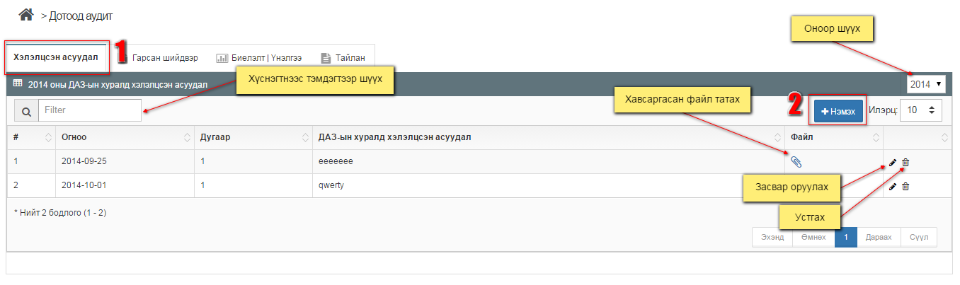 > Дотоод аудит
Оноор шүүх
Хэлэлцсэн асуудал
1
Гарсан шийдвэр
Биелэлт | Үнэлгээ
Тайлан
2014 оны ДАЗ-ын хуралд хэлэлцсэн асуудал
Хүснэгтнээс тэмдэгтээр шүүх
2014
Хавсаргасан файл татах
Filter
2
+ Нэмэх
Илэрц: 10
# Огноо Дугаар ДАЗ-ын хуралд хэлэлцсэн асуудал Файл
1 2014-09-25 1 eeeeeee
2 2014-10-01 1 qwerty
Засвар оруулах
Устгах
* Нийт 2 бодлого (1 - 2)
Эхэнд Өмнөх 1 Дараах Сүүл